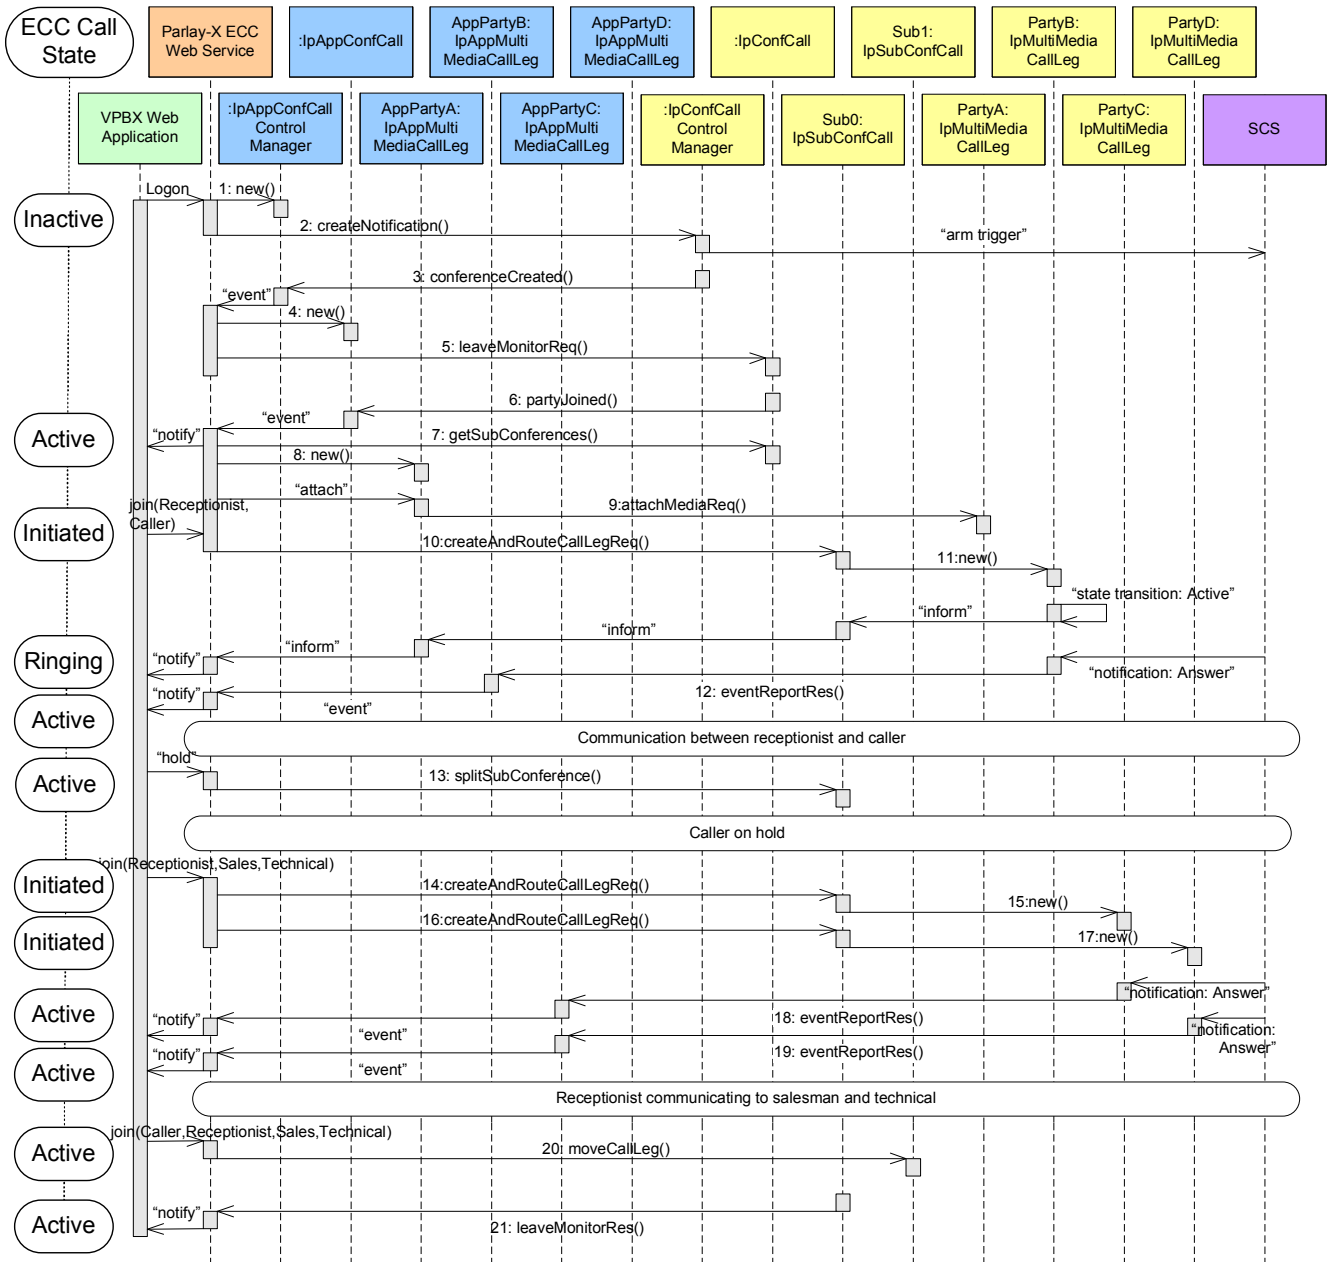 ECC Call
State
Parlay-X ECC
Web Service
:IpAppConfCall
AppPartyB:
IpAppMulti
MediaCallLeg
AppPartyD:
IpAppMulti
MediaCallLeg
:IpConfCall
Sub1:
IpSubConfCall
PartyB:
IpMultiMedia
CallLeg
PartyD:
IpMultiMedia
CallLeg
VPBX Web
Application
:IpAppConfCall
Control
Manager
AppPartyA:
IpAppMulti
MediaCallLeg
AppPartyC:
IpAppMulti
MediaCallLeg
:IpConfCall
Control
Manager
Sub0:
IpSubConfCall
PartyA:
IpMultiMedia
CallLeg
PartyC:
IpMultiMedia
CallLeg
SCS
Logon
1: new()
Inactive
2: createNotification()
“arm trigger”
3: conferenceCreated()
“event”
4: new()
5: leaveMonitorReq()
6: partyJoined()
“event”
Active
“notify”
7: getSubConferences()
8: new()
“attach”
join(Receptionist,
Caller)
9:attachMediaReq()
Initiated
10:createAndRouteCallLegReq()
11:new()
“state transition: Active”
“inform”
“inform”
“inform”
Ringing
“notify”
“notification: Answer”
“notify”
12: eventReportRes()
“event”
Active
Communication between receptionist and caller
“hold”
Active
13: splitSubConference()
Caller on hold
join(Receptionist,Sales,Technical)
Initiated
14:createAndRouteCallLegReq()
15:new()
16:createAndRouteCallLegReq()
Initiated
17:new()
“notification: Answer”
Active
“notify”
18: eventReportRes()
“event”
“notification:
Answer”
“notify”
19: eventReportRes()
“event”
Active
Receptionist communicating to salesman and technical
join(Caller,Receptionist,Sales,Technical)
Active
20: moveCallLeg()
“notify”
Active
21: leaveMonitorRes()